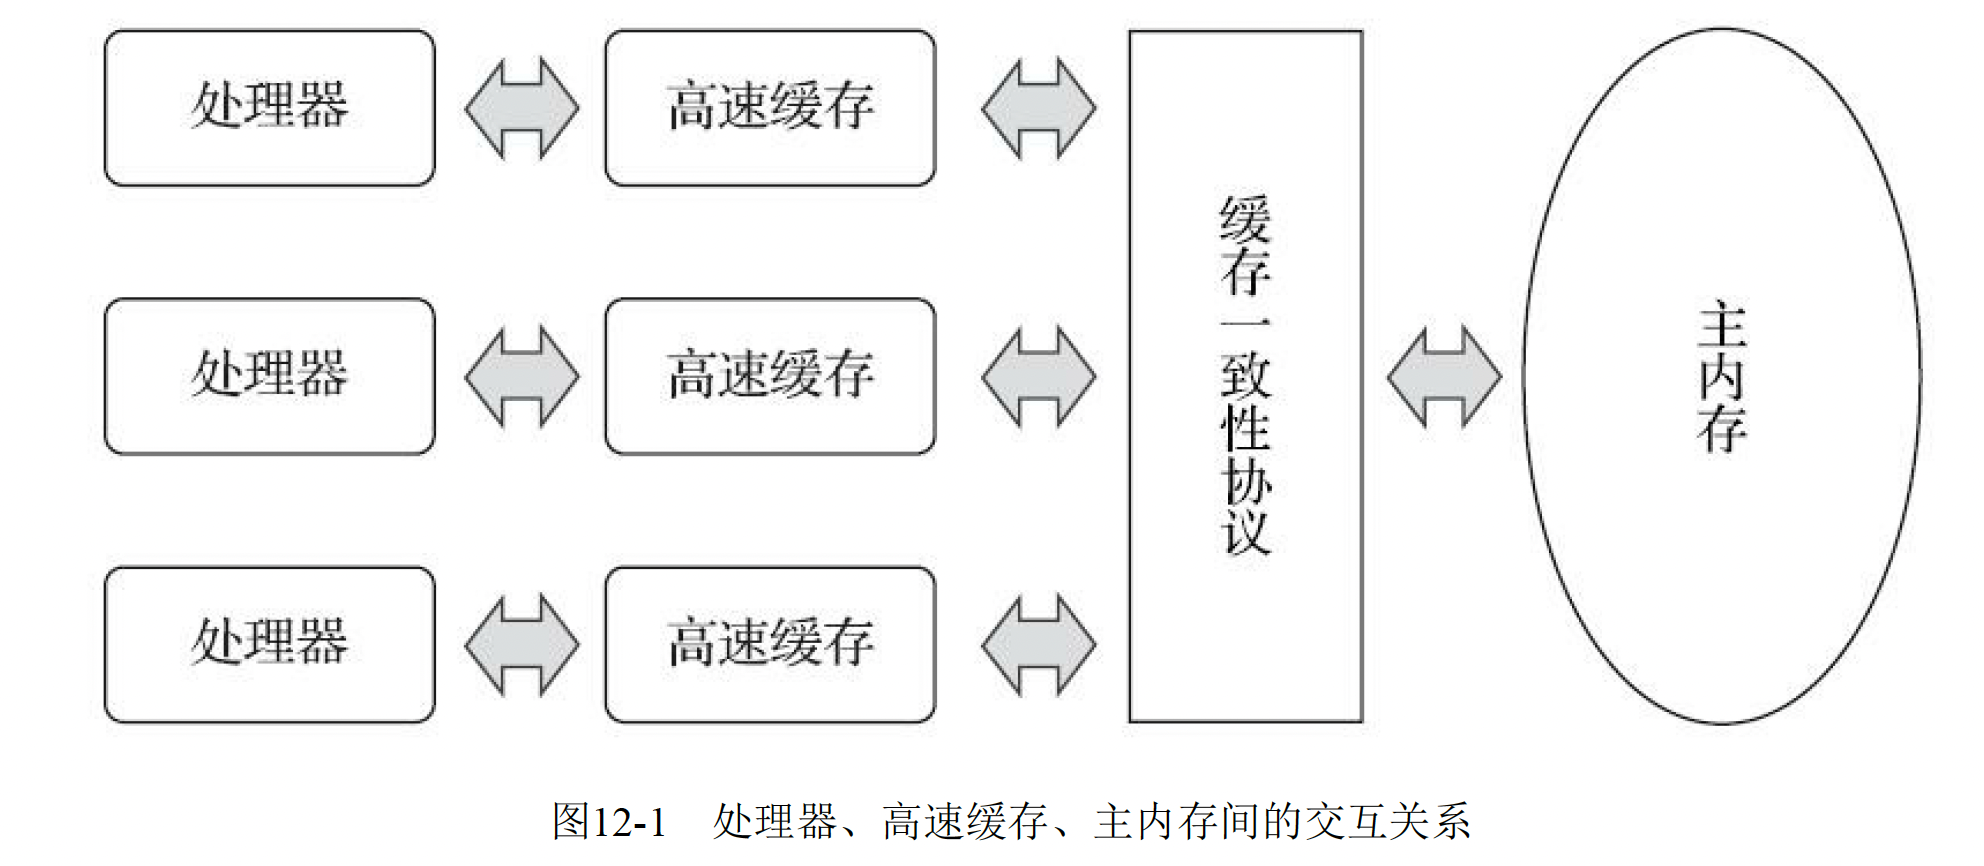 处理器
高速缓存
处理器
高速缓存
处理器
高速缓存
缓存一致性协议
主内存
图12-1 处理器、高速缓存、主内存间的交互关系